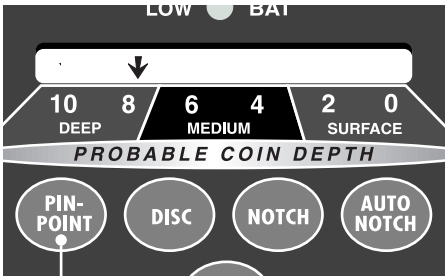 LOW BAT
10 8 6 4 2 0
DEEP MEDIUM SURFACE
PROBABLE COIN DEPTH
PIN-
POINT DISC NOTCH AUTO
NOTCH